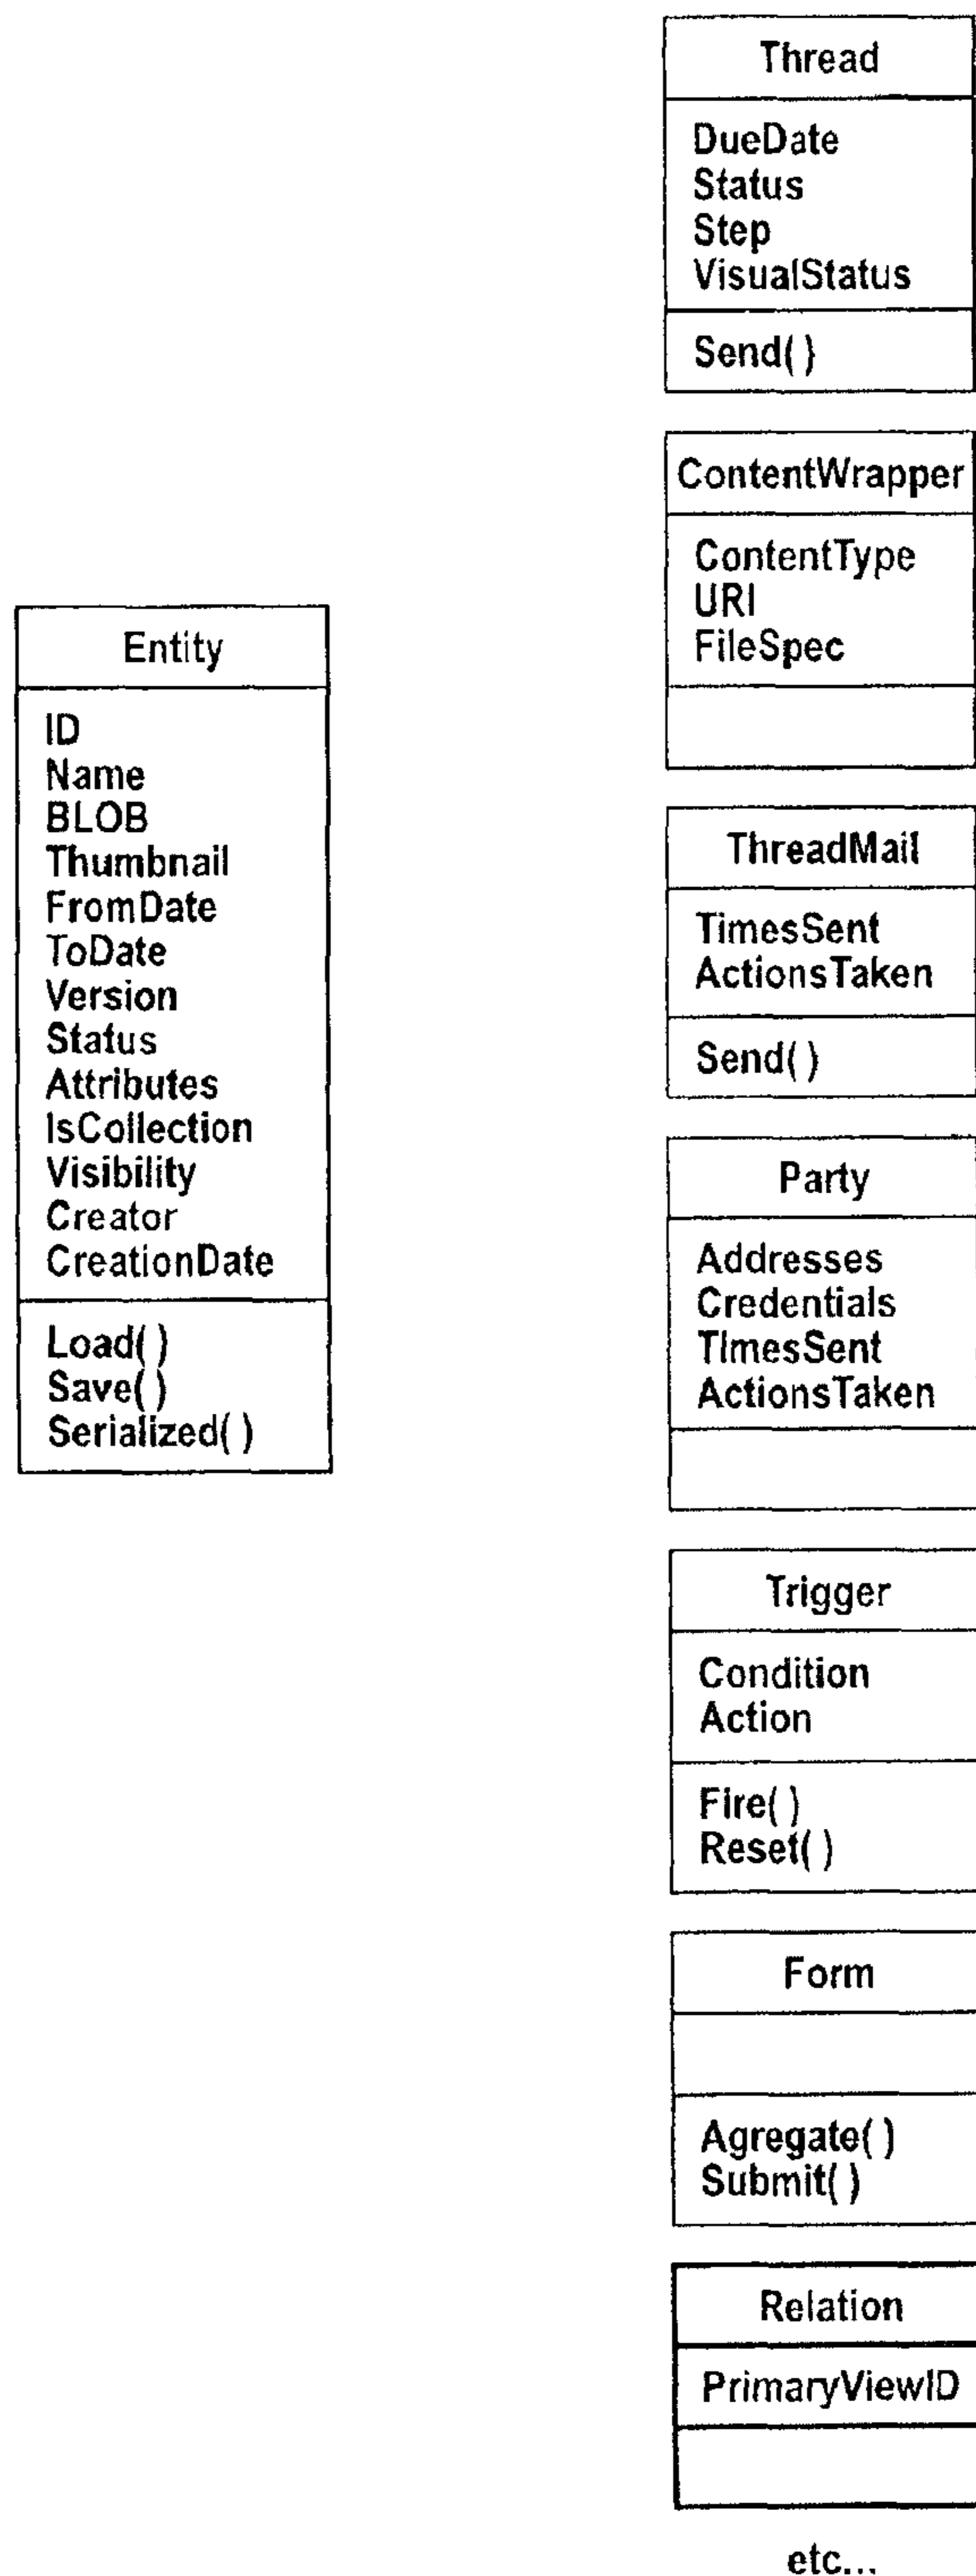 Entity
ID
Name
BLOB
Thumbnail
FromDate
ToDate
Version
Status
Attributes
IsCollection
Visibility
Creator
CreationDate
Load( )
Save( )
Serialized( )
Thread
DueDate
Status
Step
VisualStatus
Send( )
ContentWrapper
ContentType
URI
FileSpec
ThreadMail
TimesSent
ActionsTaken
Send( )
Party
Addresses
Credentials
TimesSent
ActionsTaken
Trigger
Condition
Action
Fire( )
Reset( )
Form
Agregate( )
Submit( )
Relation
PrimaryViewID
etc...